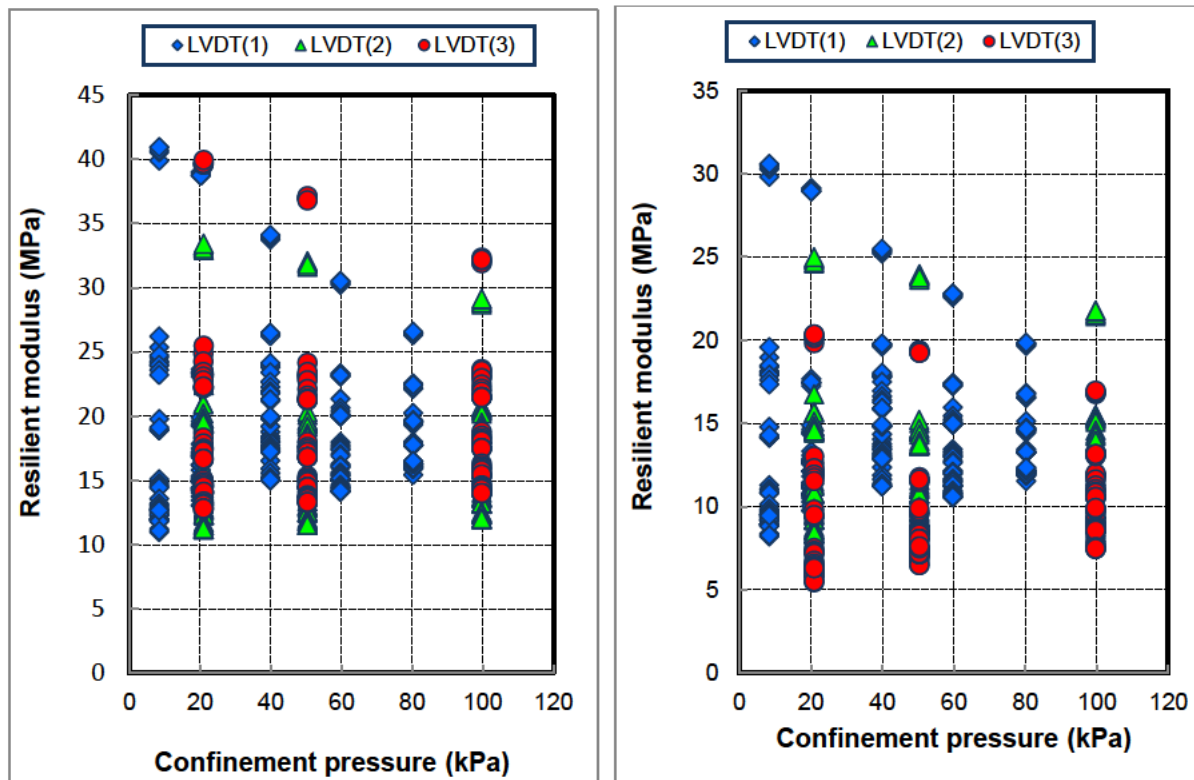 LVDT(1) LVDT(2) LVDT(3)
45
40
35
30
25
20
15
10
5
0
0 20 40 60 80 100 120
Resilient modulus (MPa)
Confinement pressure (kPa)
LVDT(1) LVDT(2) LVDT(3)
35
30
25
20
15
10
5
0
0 20 40 60 80 100 120
Resilient modulus (MPa)
Confinement pressure (kPa)